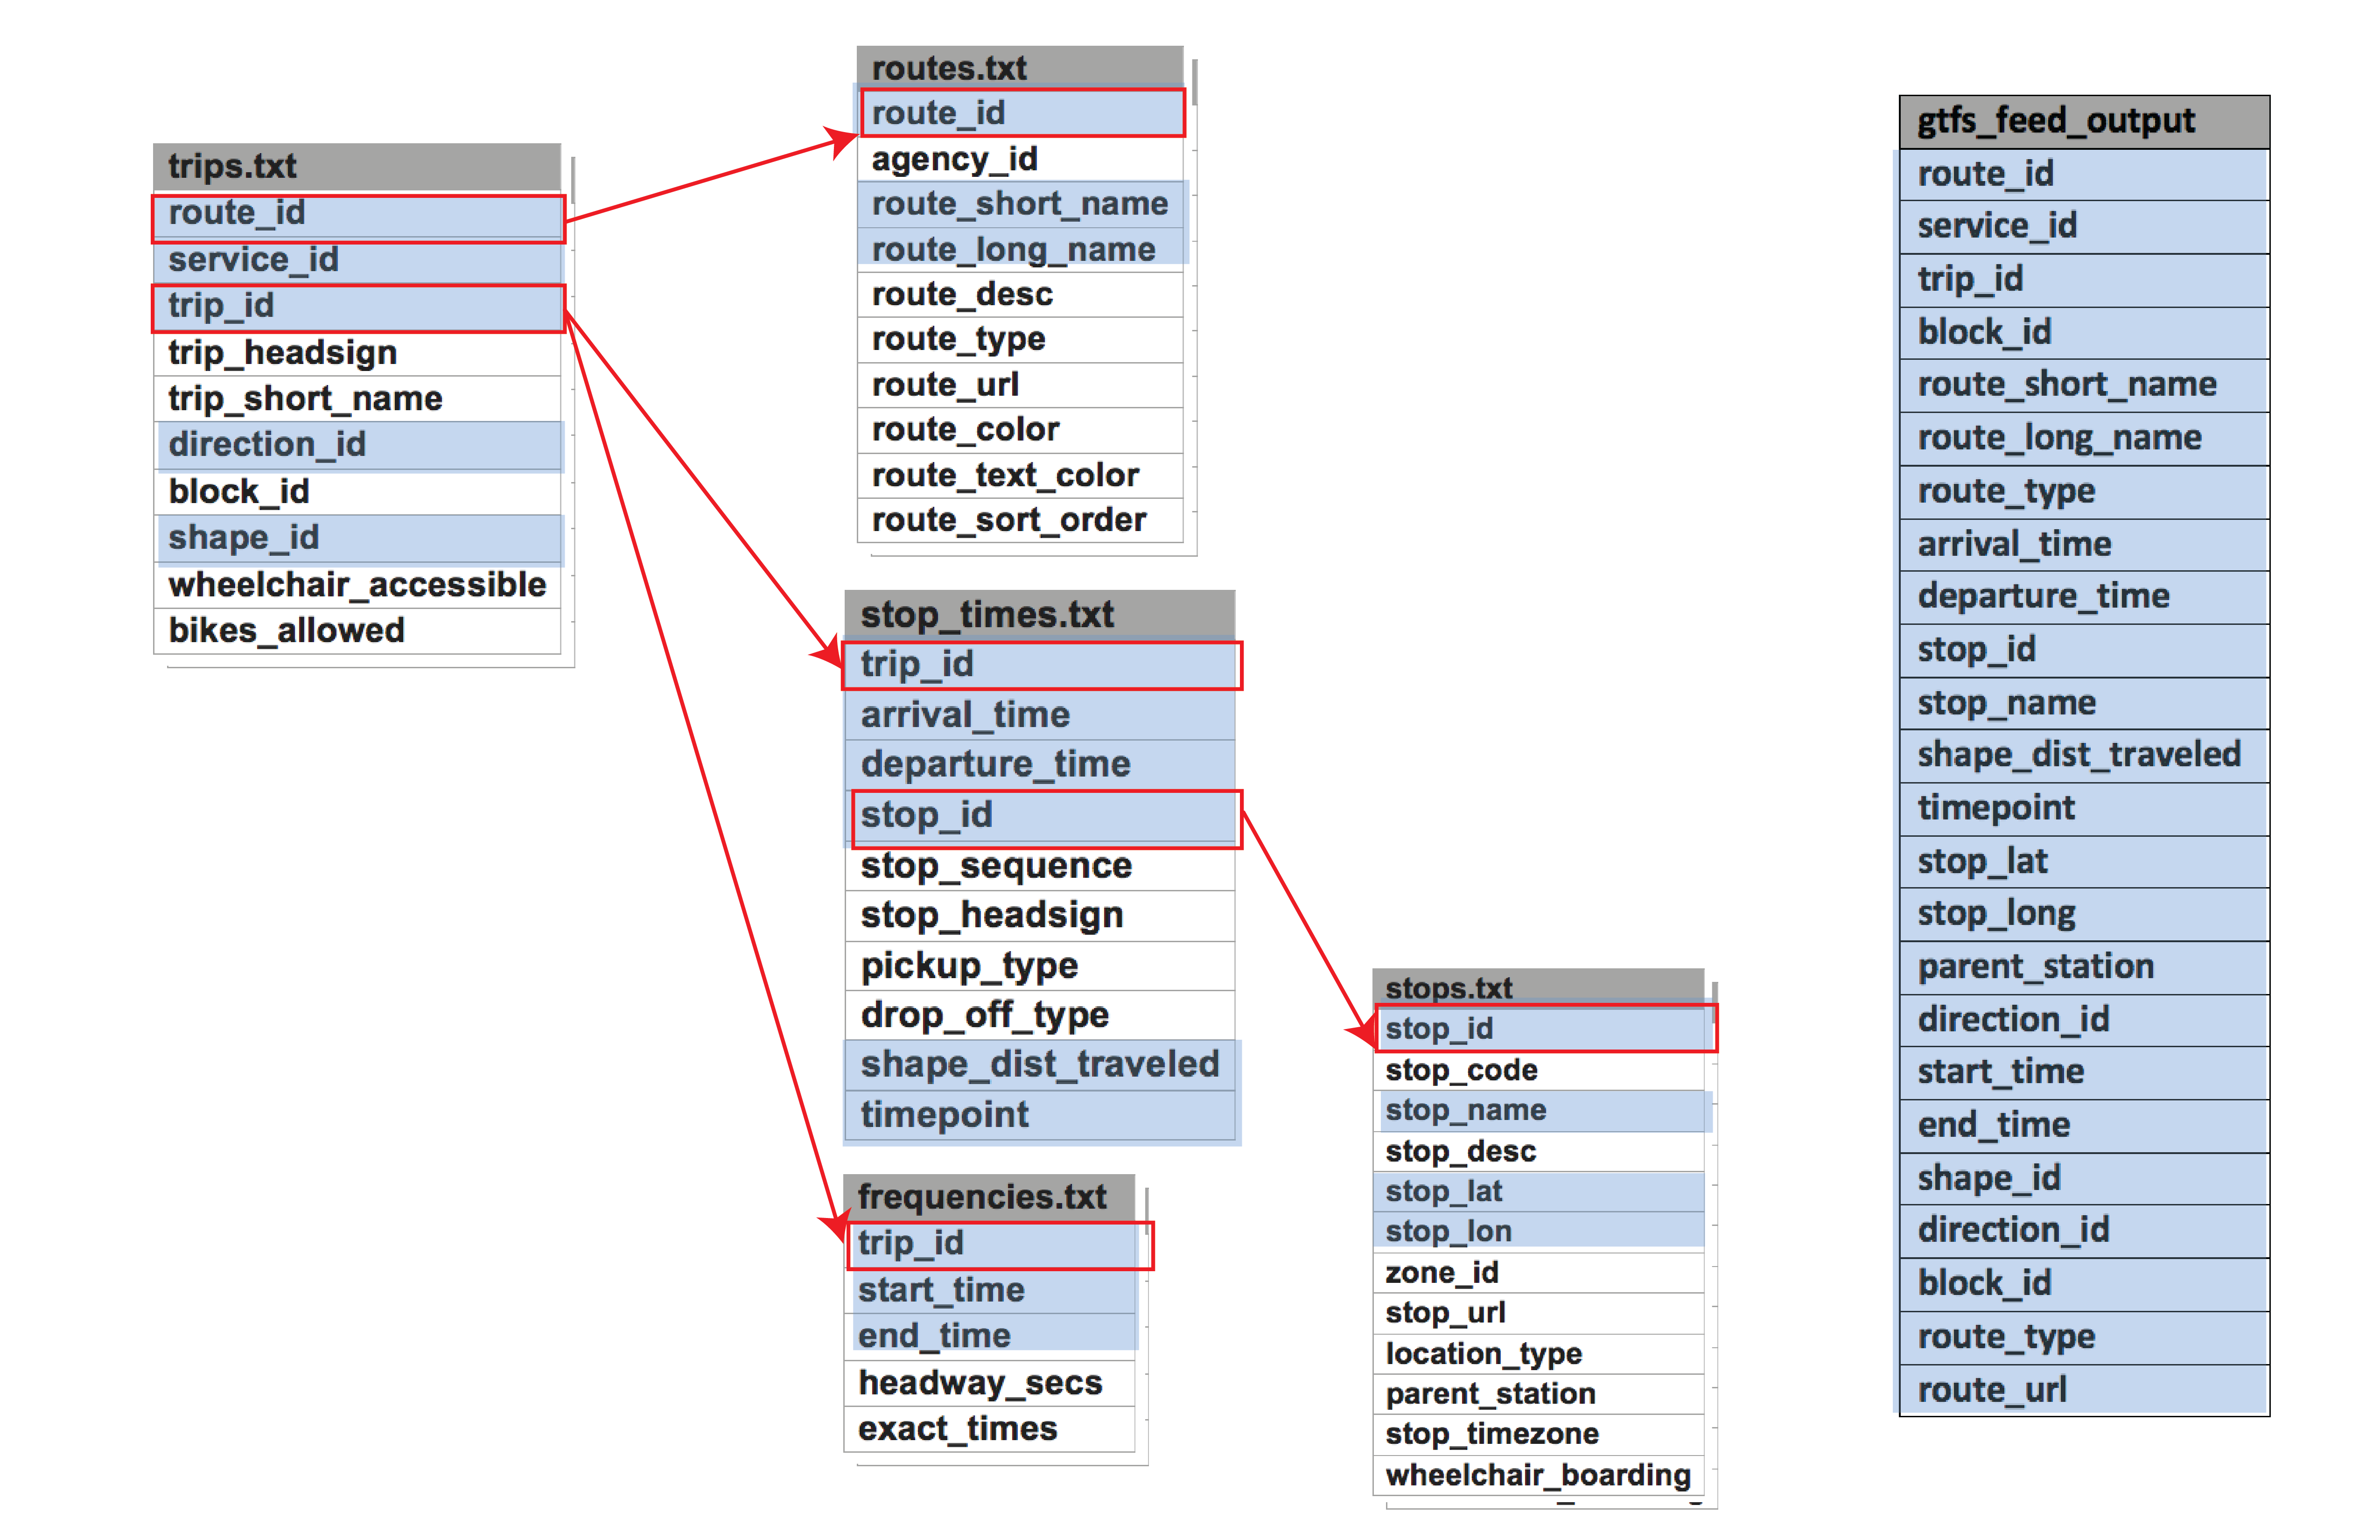 trips.txt
route_id
service_id
trip_id
trip_headsign
trip_short_name
direction_id
block_id
shape_id
wheelchair_accessible
bikes_allowed
routes.txt
route_id
agency_id
route_short_name
route_long_name
route_desc
route_type
route_url
route_color
route_text_color
route_sort_order
stop_times.txt
trip_id
arrival_time
departure_time
stop_id
stop_sequence
stop_headsign
pickup_type
drop_off_type
shape_dist_traveled
timepoint
frequencies.txt
trip_id
start_time
end_time
headway_secs
exact_times
stops.txt
stop_id
stop_code
stop_name
stop_desc
stop_lat
stop_lon
zone_id
stop_url
location_type
parent_station
stop_timezone
wheelchair_boarding
gtfs_feed_output
route_id
service_id
trip_id
block_id
route_short_name
route_long_name
route_type
arrival_time
departure_time
stop_id
stop_name
shape_dist_traveled
timepoint
stop_lat
stop_long
parent_station
direction_id
start_time
end_time
shape_id
direction_id
block_id
route_type
route_url